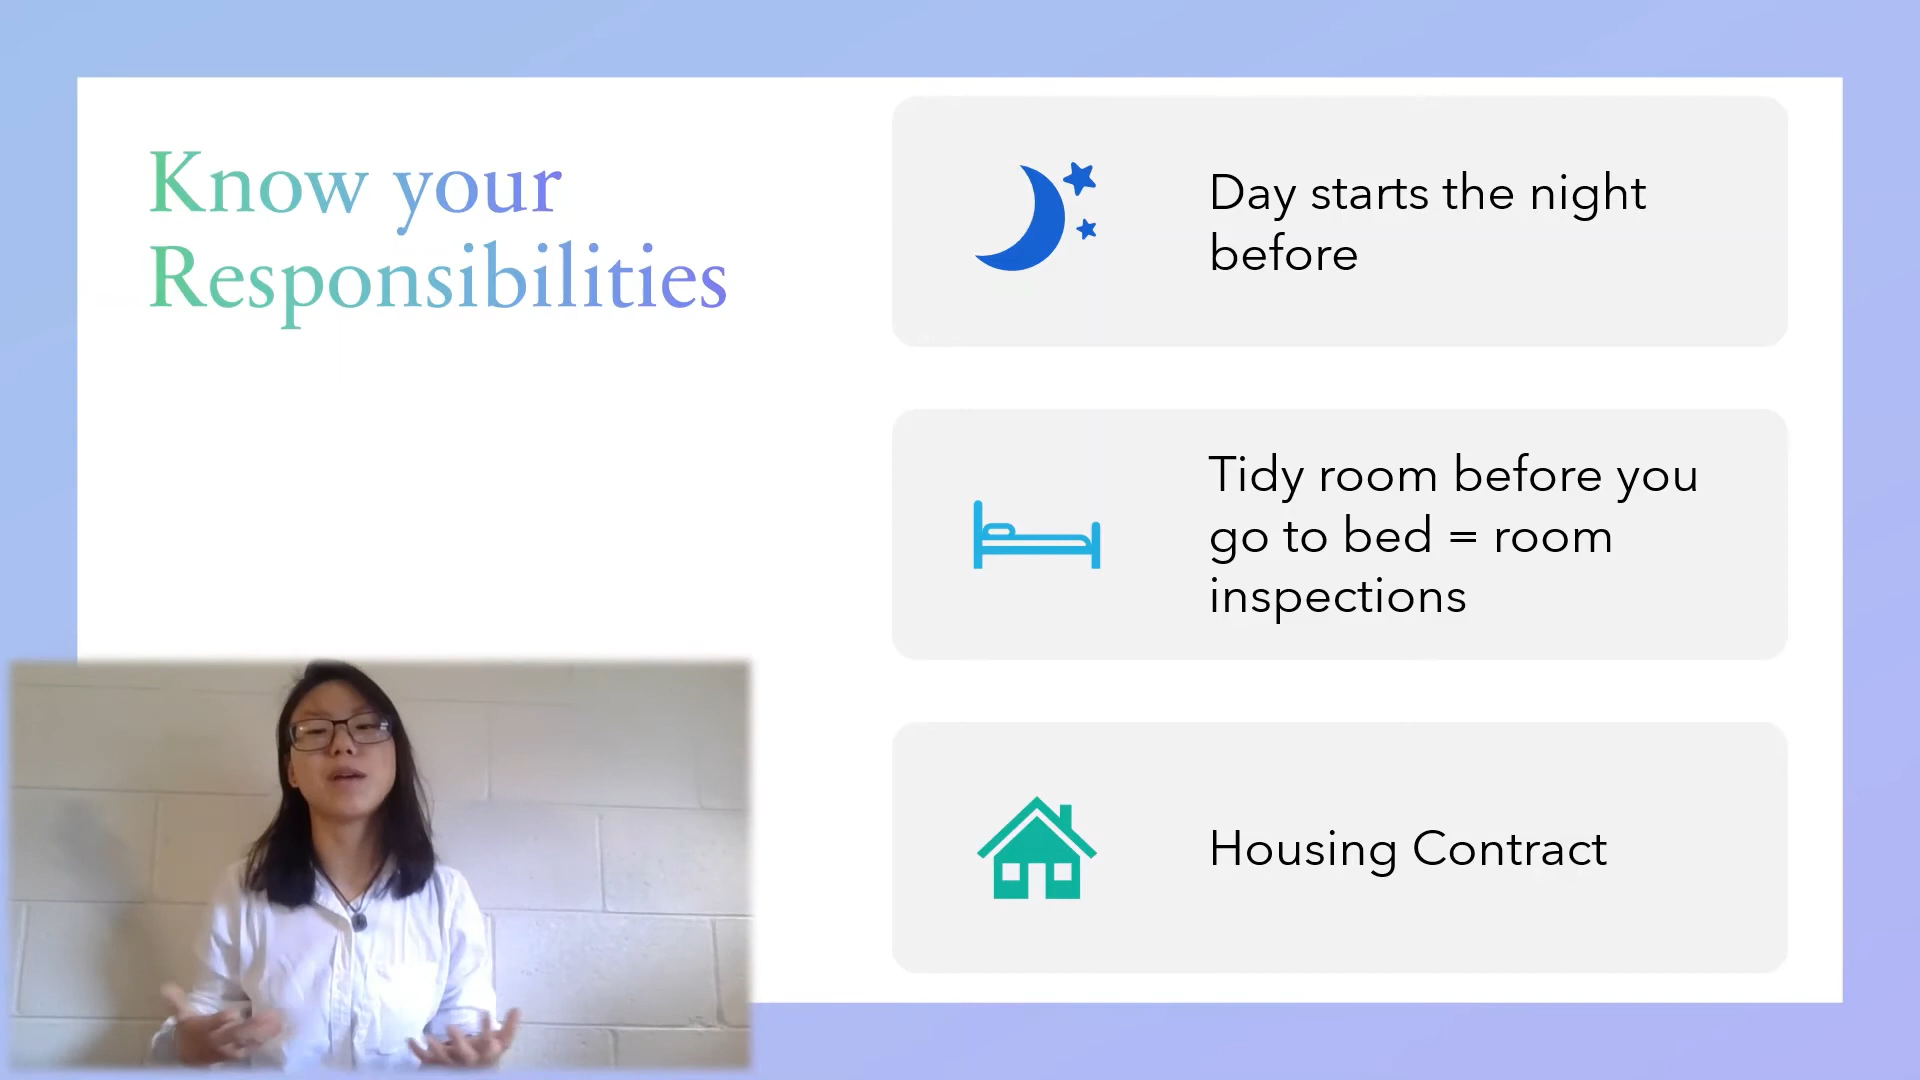 Know your
Responsibilities
Day starts the night
before
Tidy room before you
go to bed = room
inspections
Housing Contract